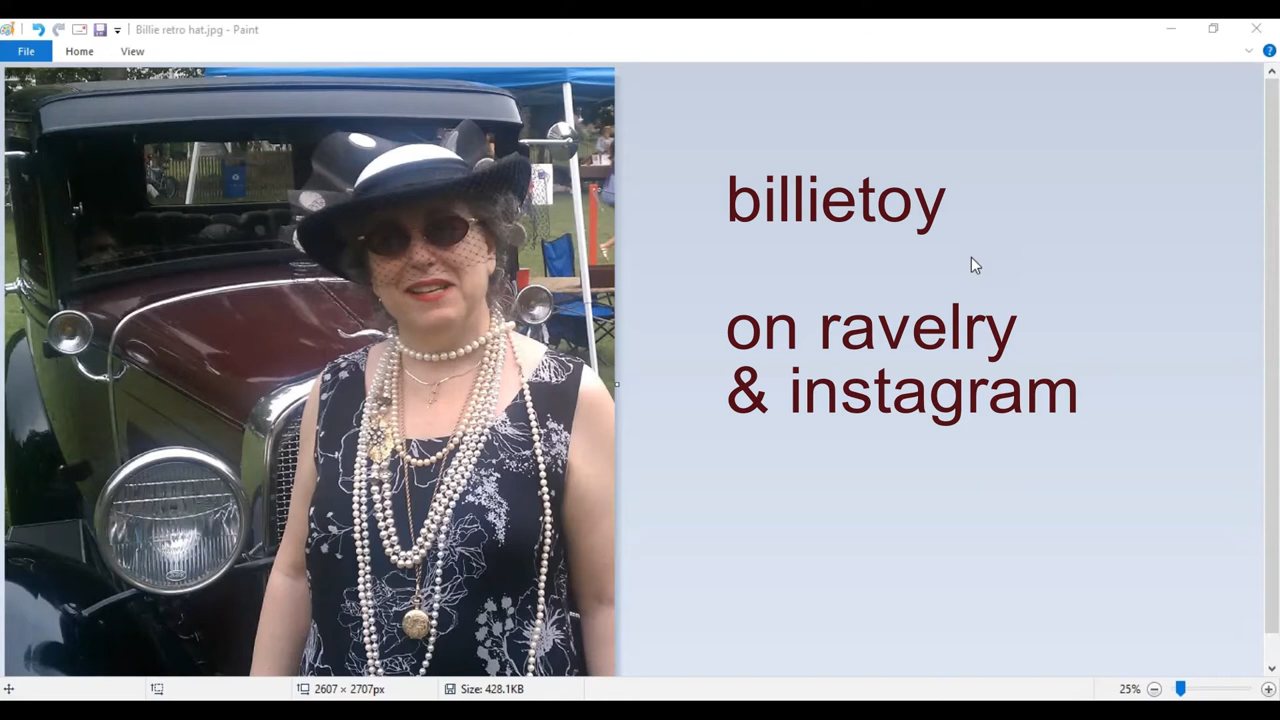 Billie retro hat.jpg - Paint
File Home View
billietoy
on ravelry
& instagram
2607 × 2707px Size: 428.1KB 25%